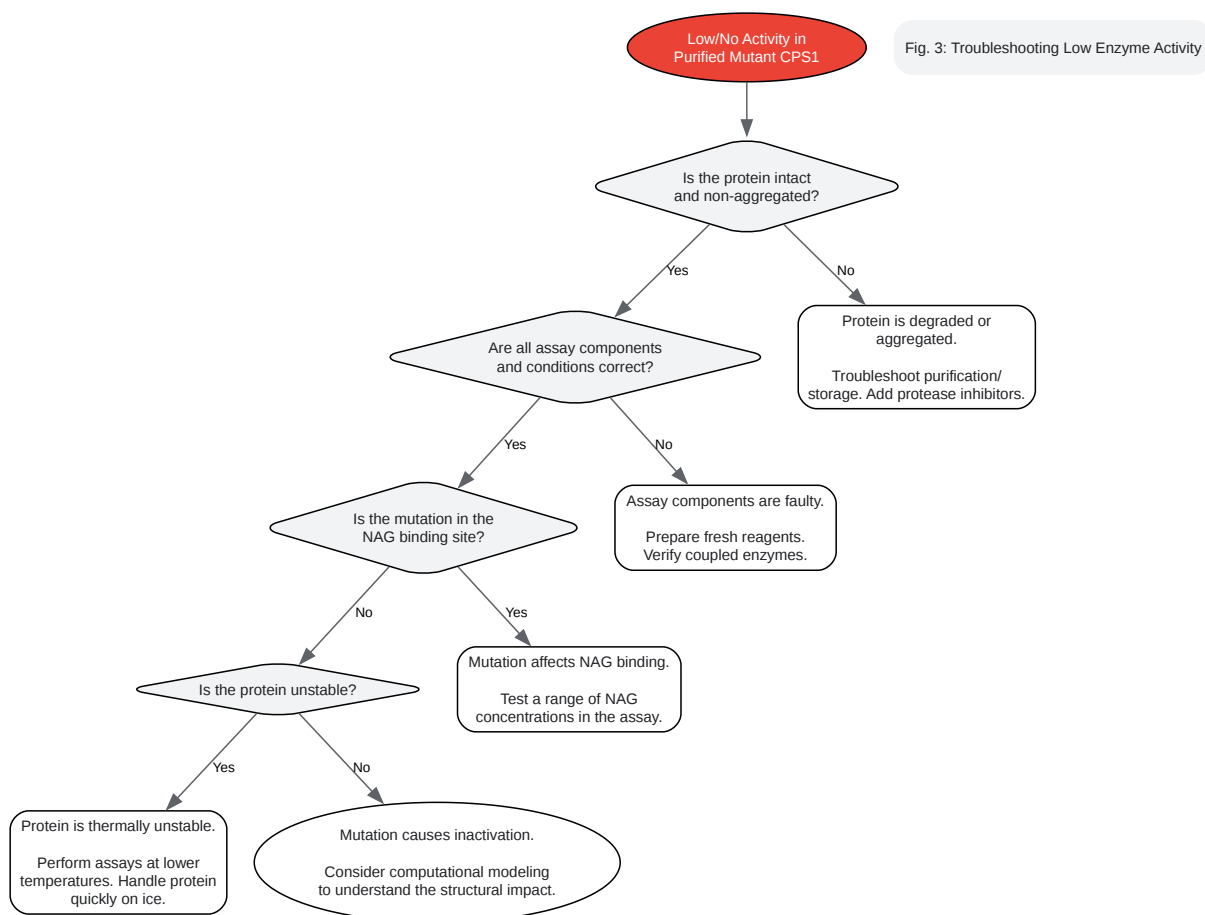 Low/No Activity in
Purified Mutant CPS1
Fig. 3: Troubleshooting Low Enzyme Activity
Is the protein intact
and non-aggregated?
Yes
No
Are all assay components
and conditions correct?
Protein is degraded or
aggregated.
Troubleshoot purification/
storage. Add protease inhibitors.
Yes
No
Is the mutation in the
NAG binding site?
Assay components are faulty.
Prepare fresh reagents.
Verify coupled enzymes.
No
Yes
Is the protein unstable?
Mutation affects NAG binding.
Test a range of NAG
concentrations in the assay.
Yes
No
Protein is thermally unstable.
Perform assays at lower
temperatures. Handle protein
quickly on ice.
Mutation causes inactivation.
Consider computational modeling
to understand the structural impact.